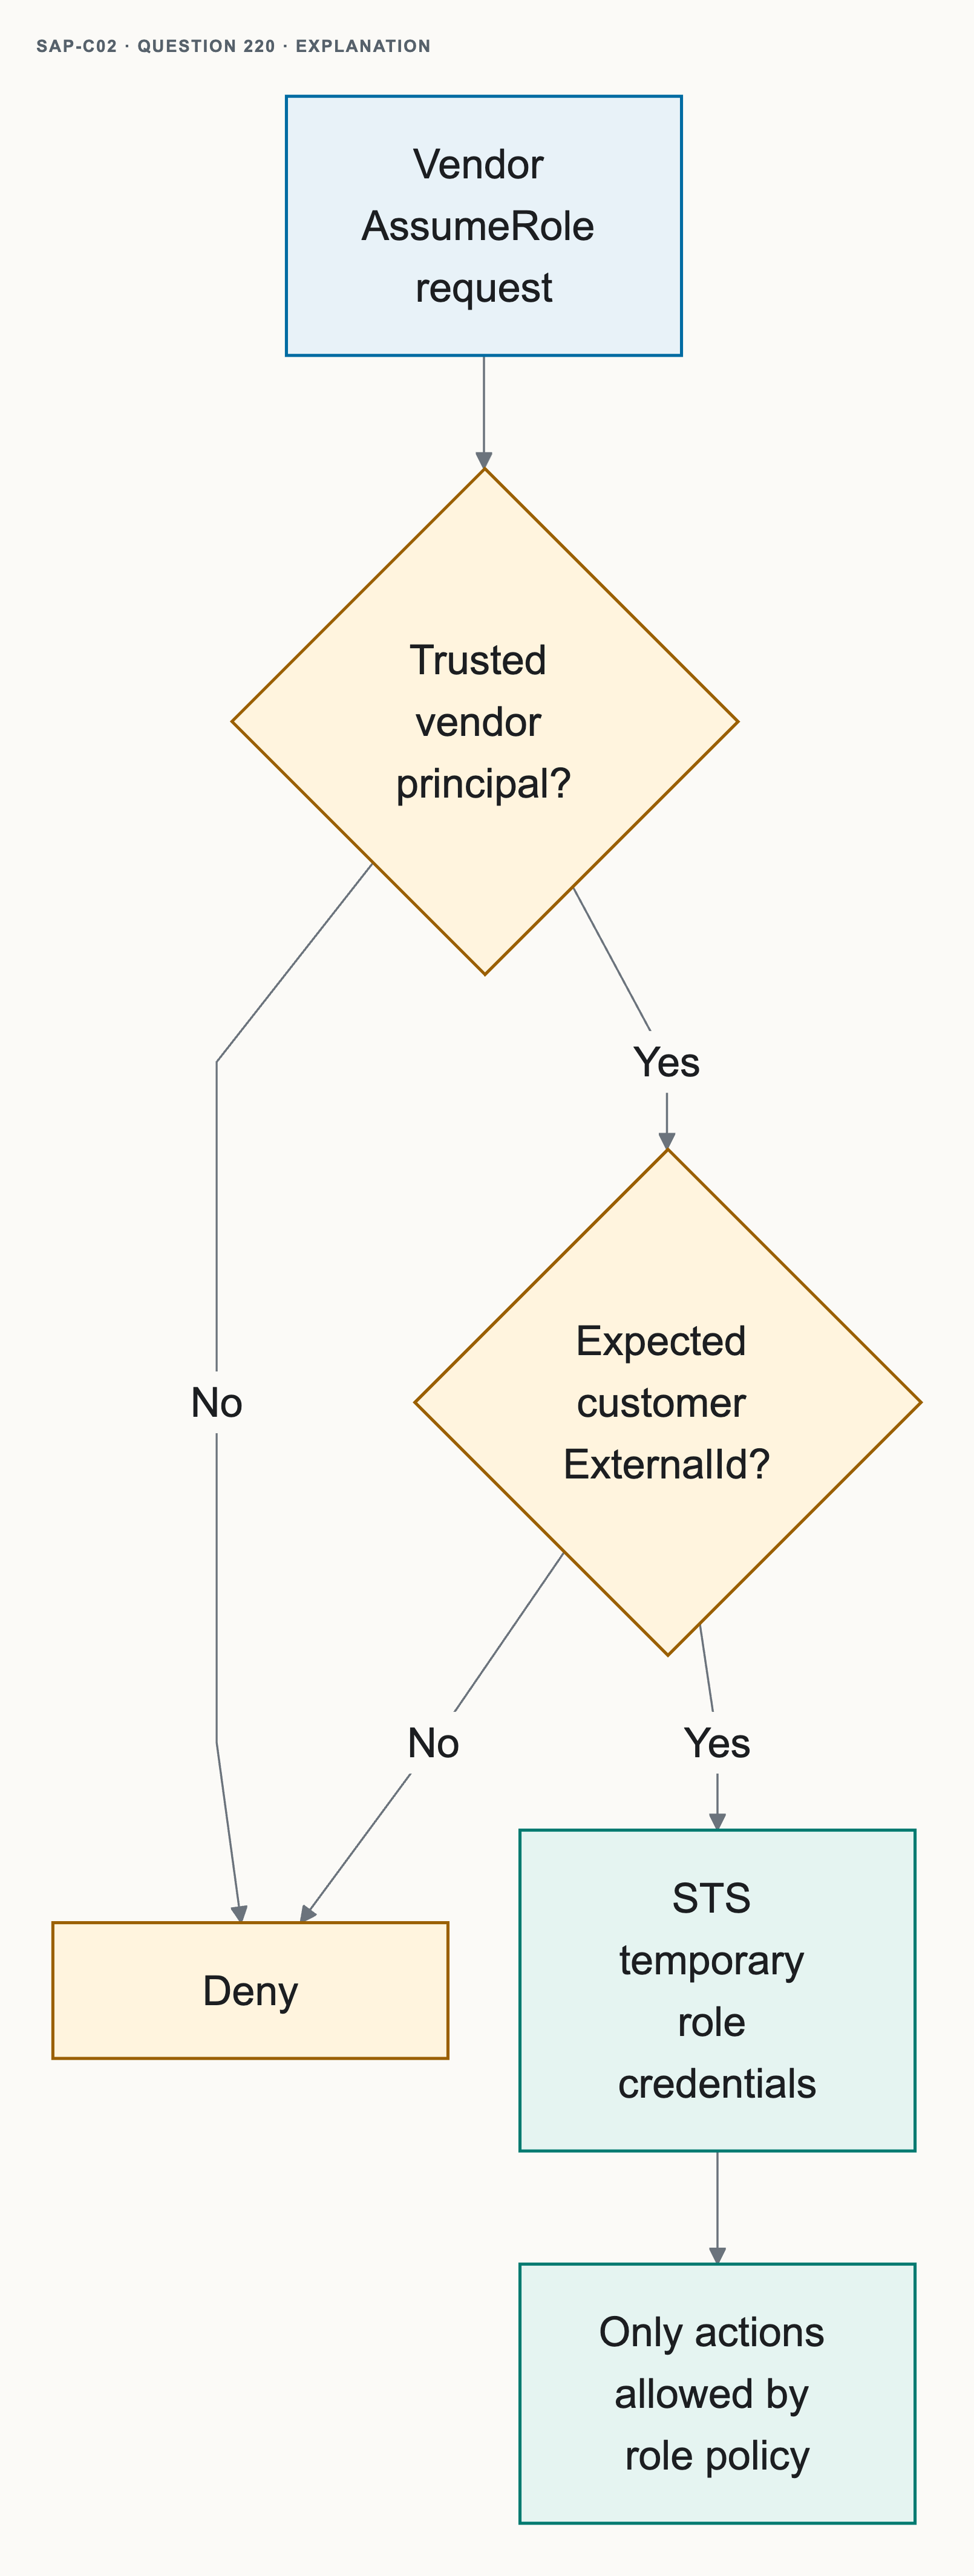 SAP-C02 · QUESTION 220 · EXPLANATION
Vendor
AssumeRole
request
Trusted
vendor
principal?
Yes
Expected
customer
ExternalId?
No
No
Yes
STS
temporary
role
credentials
Deny
Only actions
allowed by
role policy